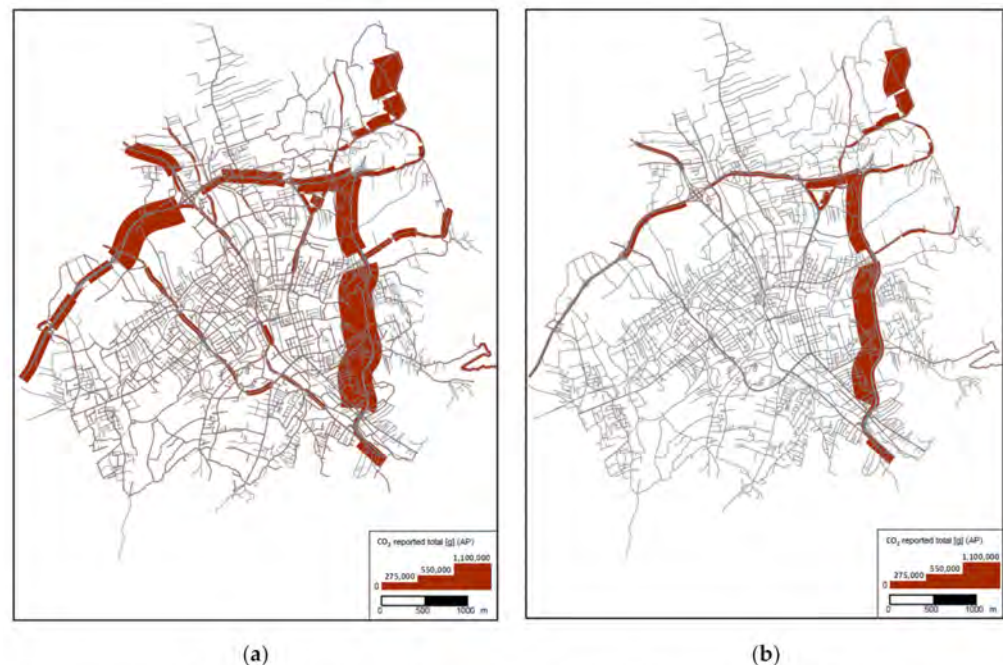 CO₂ reported total [g] (AP)
1,100,000
550,000
275,000
0
0 500 1000 m
CO₂ reported total [g] (AP)
1,100,000
550,000
275,000
0
0 500 1000 m
(a)
(b)